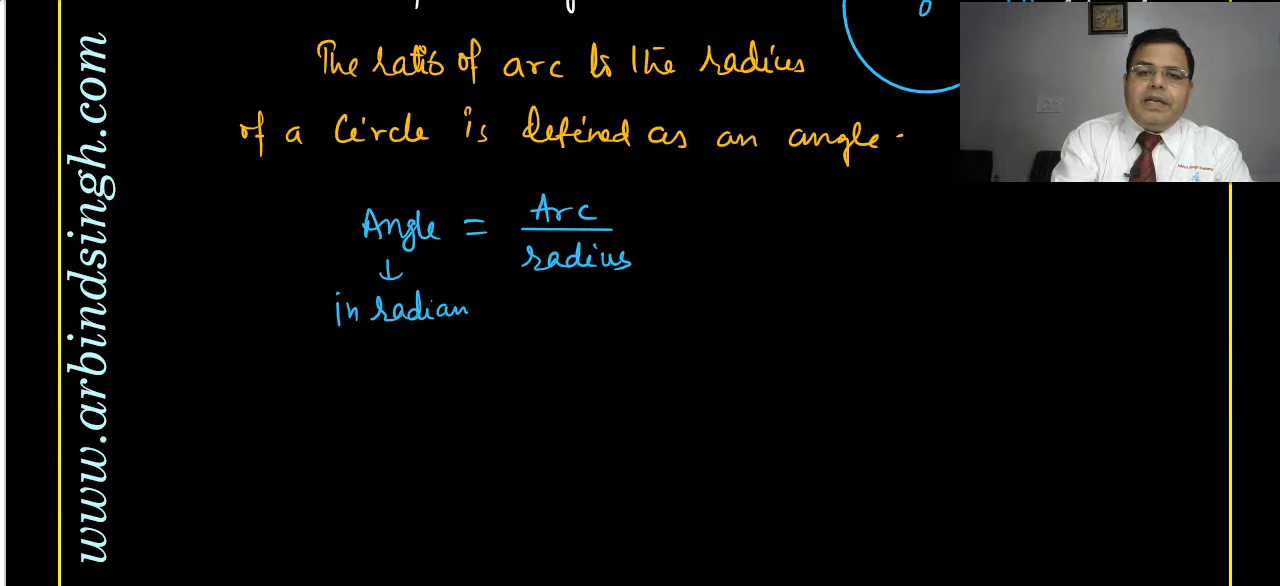 www.arbindsingh.com
The ratio of arc to the radius
of a Circle is defined as an angle.
Angle = Arc
radius
↓
in radian